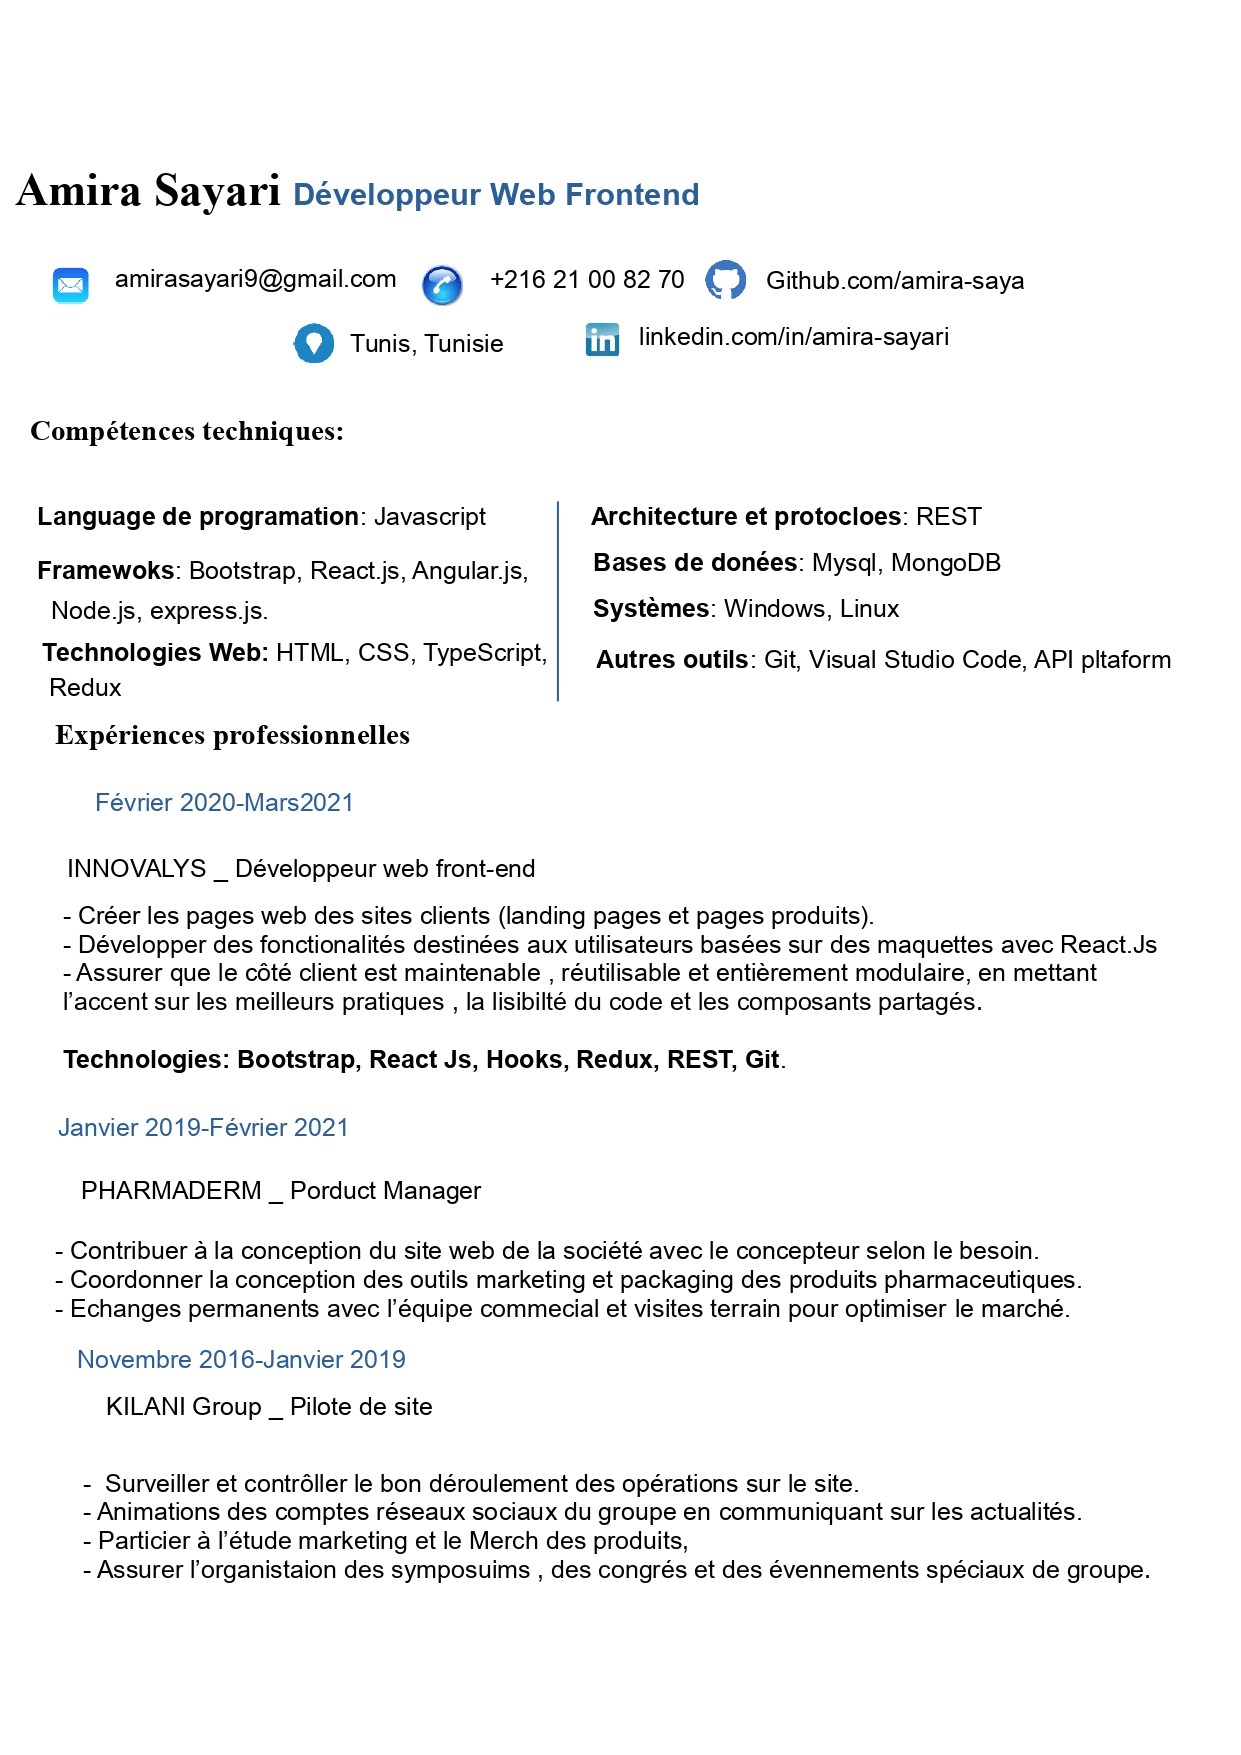 Amira Sayari Développeur Web Frontend
amirasayari9@gmail.com +216 21 00 82 70 Github.com/amira-saya
Tunis, Tunisie linkedin.com/in/amira-sayari
Compétences techniques:
Language de programation: Javascript
Framewoks: Bootstrap, React.js, Angular.js,
Node.js, express.js.
Technologies Web: HTML, CSS, TypeScript,
Redux
Architecture et protocloes: REST
Bases de donées: Mysql, MongoDB
Systèmes: Windows, Linux
Autres outils: Git, Visual Studio Code, API pltaform
Expériences professionnelles
Février 2020-Mars2021
INNOVALYS _ Développeur web front-end
- Créer les pages web des sites clients (landing pages et pages produits).
- Développer des fonctionalités destinées aux utilisateurs basées sur des maquettes avec React.Js
- Assurer que le côté client est maintenable , réutilisable et entièrement modulaire, en mettant
l’accent sur les meilleurs pratiques , la lisibilté du code et les composants partagés.
Technologies: Bootstrap, React Js, Hooks, Redux, REST, Git.
Janvier 2019-Février 2021
PHARMADERM _ Porduct Manager
- Contribuer à la conception du site web de la société avec le concepteur selon le besoin.
- Coordonner la conception des outils marketing et packaging des produits pharmaceutiques.
- Echanges permanents avec l’équipe commecial et visites terrain pour optimiser le marché.
Novembre 2016-Janvier 2019
KILANI Group _ Pilote de site
- Surveiller et contrôller le bon déroulement des opérations sur le site.
- Animations des comptes réseaux sociaux du groupe en communiquant sur les actualités.
- Particier à l’étude marketing et le Merch des produits,
- Assurer l’organistaion des symposuims , des congrés et des évennements spéciaux de groupe.